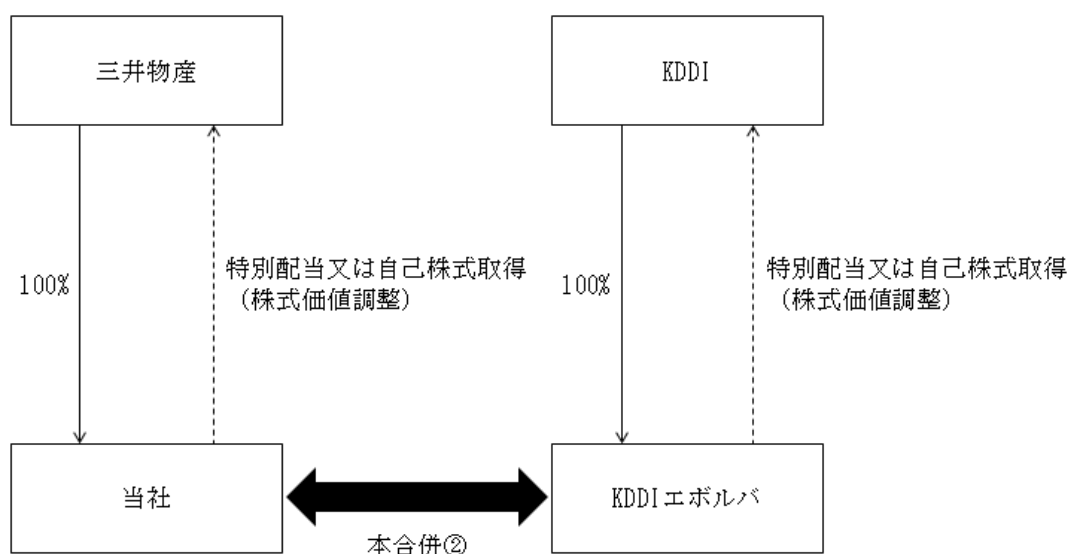 三井物産
KDDI
100%
特別配当又は自己株式取得
(株式価値調整)
100%
特別配当又は自己株式取得
(株式価値調整)
当社
KDDIエボルバ
本合併②